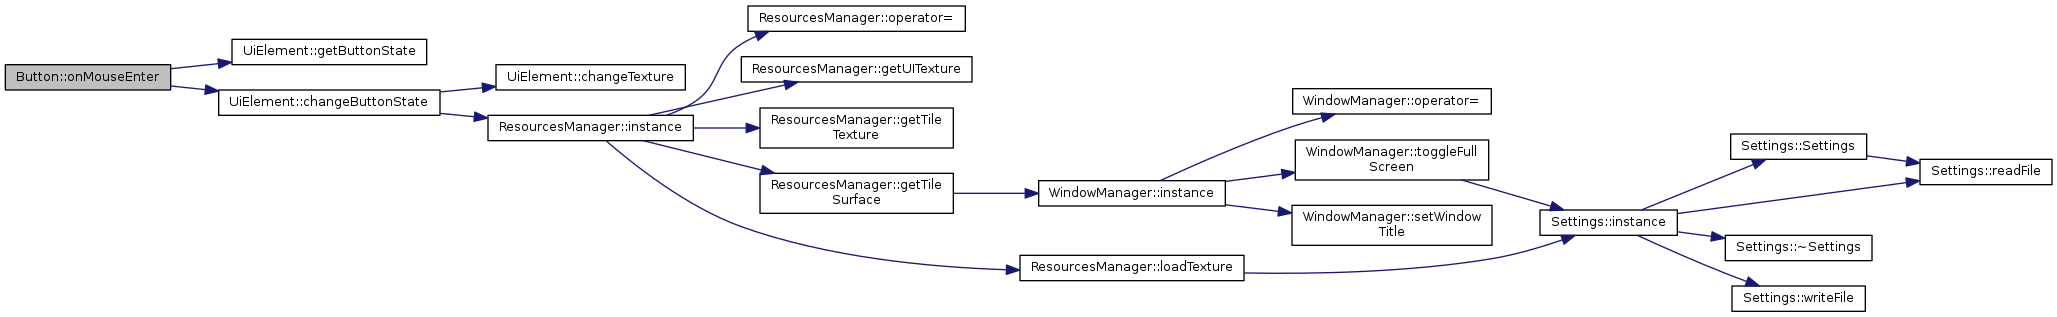 Button::onMouseEnter
UiElement::getButtonState
UiElement::changeButtonState
UiElement::changeTexture
ResourcesManager::instance
ResourcesManager::operator=
ResourcesManager::getUITexture
ResourcesManager::getTile
Texture
ResourcesManager::getTile
Surface
ResourcesManager::loadTexture
WindowManager::instance
WindowManager::operator=
WindowManager::toggleFull
Screen
WindowManager::setWindow
Title
Settings::instance
Settings::Settings
Settings::readFile
Settings::~Settings
Settings::writeFile